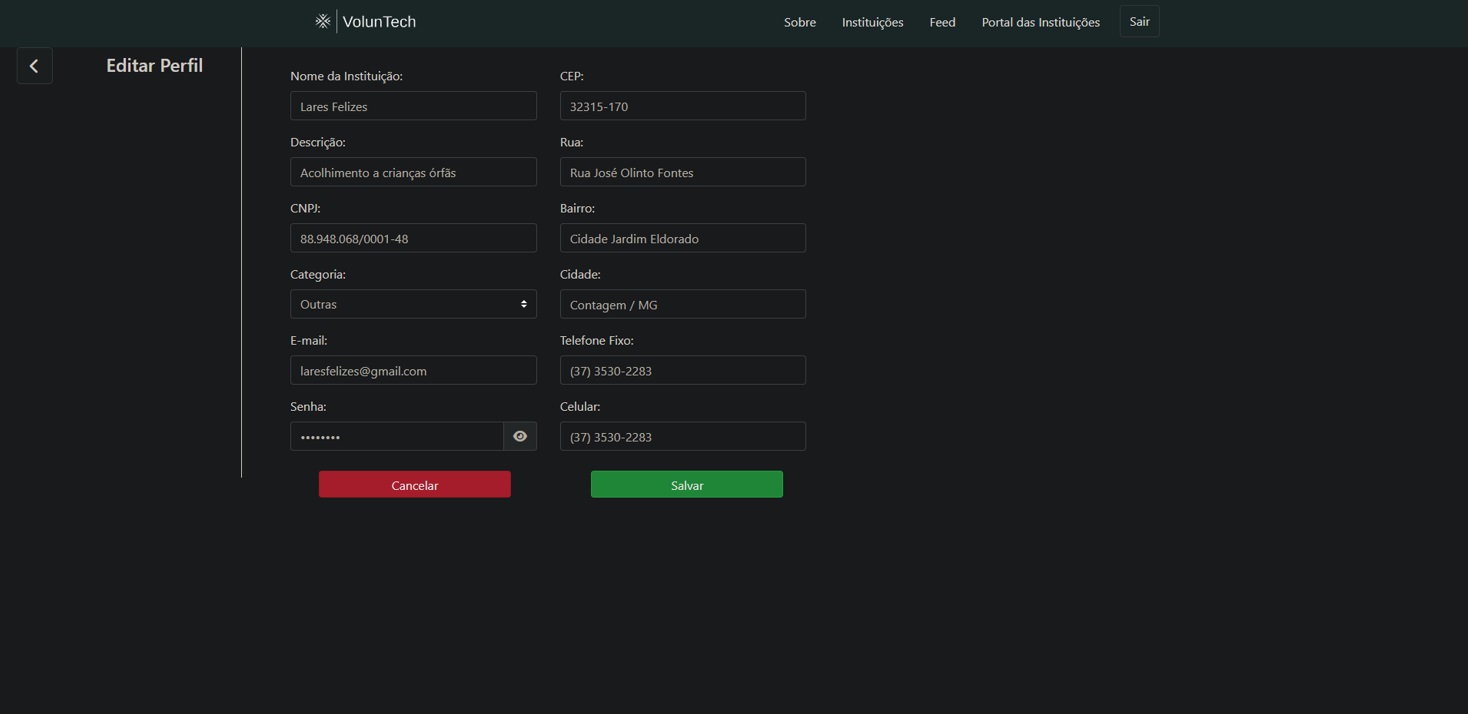 VolunTech
Sobre Instituições Feed Portal das Instituições Sair
Editar Perfil
Nome da Instituição:
Lares Felizes
Descrição:
Acolhimento a crianças órfãs
CNPJ:
88.948.068/0001-48
Categoria:
Outras
E-mail:
laresfelizes@gmail.com
Senha:
••••••••
CEP:
32315-170
Rua:
Rua José Olinto Fontes
Bairro:
Cidade Jardim Eldorado
Cidade:
Contagem / MG
Telefone Fixo:
(37) 3530-2283
Celular:
(37) 3530-2283
Cancelar
Salvar